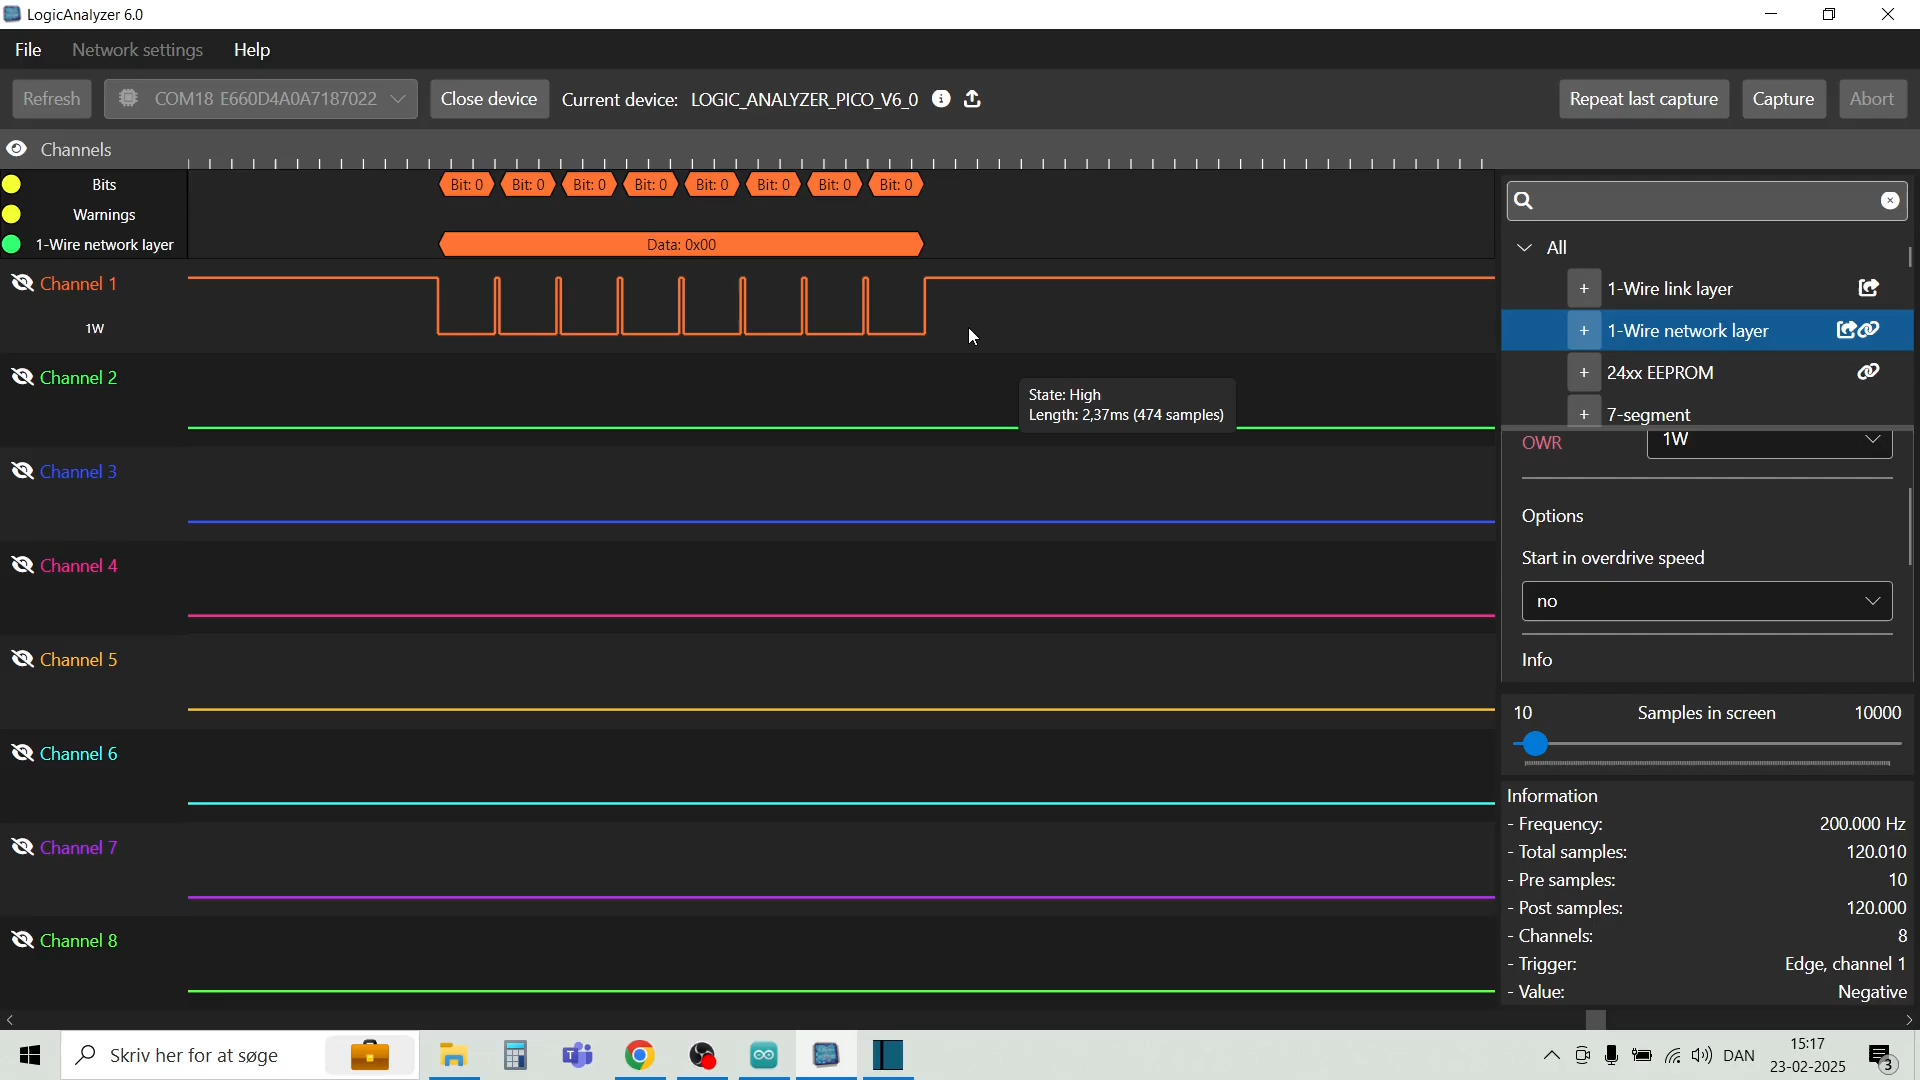 LogicAnalyzer 6.0
File Network settings Help
Refresh COM18 E660D4A0A7187022 Close device Current device: LOGIC_ANALYZER_PICO_V6_0 Repeat last capture Capture Abort
Channels
Bits Bit: 0 Bit: 0 Bit: 0 Bit: 0 Bit: 0 Bit: 0 Bit: 0 Bit: 0
Warnings
1-Wire network layer Data: 0x00
Channel 1
1W
Channel 2
State: High
Length: 2,37ms (474 samples)
Channel 3
Channel 4
Channel 5
Channel 6
Channel 7
Channel 8
All
+ 1-Wire link layer
+ 1-Wire network layer
+ 24xx EEPROM
+ 7-segment
OWR 1W
Options
Start in overdrive speed
no
Info
10 Samples in screen 10000
Information
- Frequency: 200.000 Hz
- Total samples: 120.010
- Pre samples: 10
- Post samples: 120.000
- Channels: 8
- Trigger: Edge, channel 1
- Value: Negative
Skriv her for at søge
DAN
15:17
23-02-2025
3